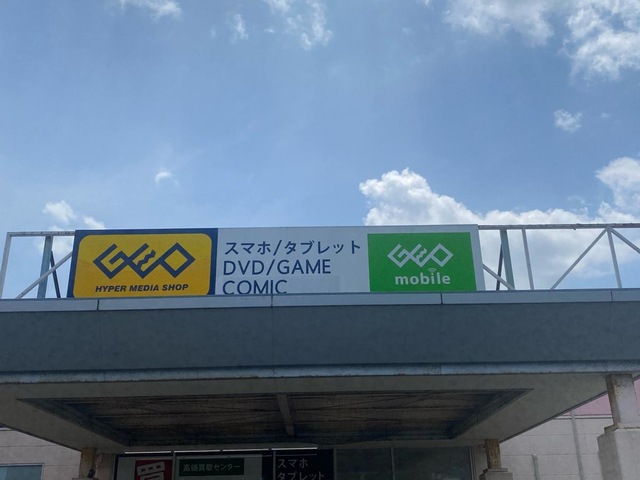 GEO
HYPER MEDIA SHOP
スマホ/タブレット
DVD/GAME
COMIC
GEO
mobile
買
高価買取センター
スマホ
タブレット